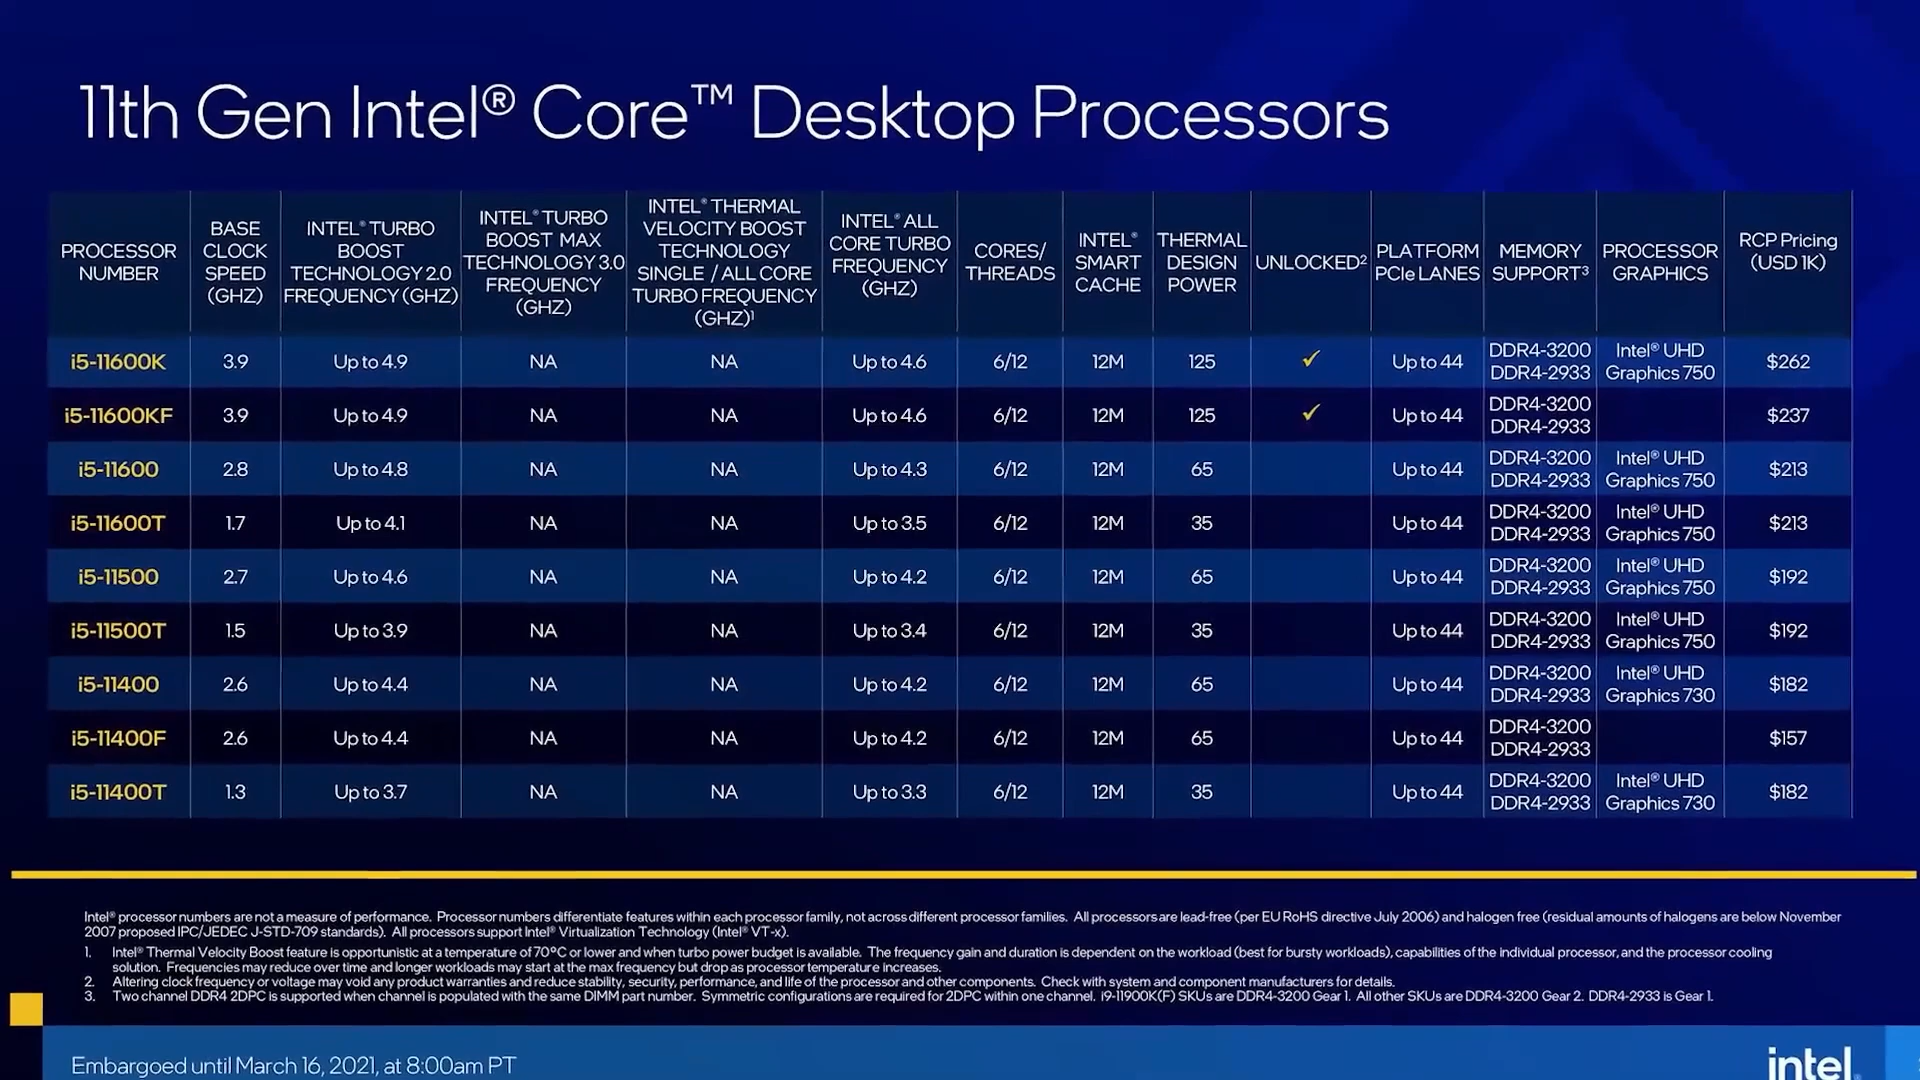 11th Gen Intel® Core™ Desktop Processors
PROCESSOR NUMBER
BASE CLOCK SPEED (GHZ)
INTEL® TURBO BOOST TECHNOLOGY 2.0 FREQUENCY (GHZ)
INTEL® TURBO BOOST MAX TECHNOLOGY 3.0 FREQUENCY (GHZ)
INTEL® THERMAL VELOCITY BOOST TECHNOLOGY SINGLE / ALL CORE TURBO FREQUENCY (GHZ)¹
INTEL® ALL CORE TURBO FREQUENCY (GHZ)
CORES/ THREADS
INTEL® SMART CACHE
THERMAL DESIGN POWER
UNLOCKED²
PLATFORM PCIe LANES
MEMORY SUPPORT³
PROCESSOR GRAPHICS
RCP Pricing (USD 1K)
i5-11600K 3.9 Up to 4.9 NA NA Up to 4.6 6/12 12M 125 ✓ Up to 44 DDR4-3200 DDR4-2933 Intel® UHD Graphics 750 $262
i5-11600KF 3.9 Up to 4.9 NA NA Up to 4.6 6/12 12M 125 ✓ Up to 44 DDR4-3200 DDR4-2933 $237
i5-11600 2.8 Up to 4.8 NA NA Up to 4.3 6/12 12M 65 Up to 44 DDR4-3200 DDR4-2933 Intel® UHD Graphics 750 $213
i5-11600T 1.7 Up to 4.1 NA NA Up to 3.5 6/12 12M 35 Up to 44 DDR4-3200 DDR4-2933 Intel® UHD Graphics 750 $213
i5-11500 2.7 Up to 4.6 NA NA Up to 4.2 6/12 12M 65 Up to 44 DDR4-3200 DDR4-2933 Intel® UHD Graphics 750 $192
i5-11500T 1.5 Up to 3.9 NA NA Up to 3.4 6/12 12M 35 Up to 44 DDR4-3200 DDR4-2933 Intel® UHD Graphics 750 $192
i5-11400 2.6 Up to 4.4 NA NA Up to 4.2 6/12 12M 65 Up to 44 DDR4-3200 DDR4-2933 Intel® UHD Graphics 730 $182
i5-11400F 2.6 Up to 4.4 NA NA Up to 4.2 6/12 12M 65 Up to 44 DDR4-3200 DDR4-2933 $157
i5-11400T 1.3 Up to 3.7 NA NA Up to 3.3 6/12 12M 35 Up to 44 DDR4-3200 DDR4-2933 Intel® UHD Graphics 730 $182
Intel® processor numbers are not a measure of performance. Processor numbers differentiate features within each processor family, not across different processor families. All processors are lead-free (per EU RoHS directive July 2006) and halogen free (residual amounts of halogens are below November
2007 proposed IPC/JEDEC J-STD-709 standards). All processors support Intel® Virtualization Technology (Intel® VT-x).
1. Intel® Thermal Velocity Boost feature is opportunistic at a temperature of 70°C or lower and when turbo power budget is available. The frequency gain and duration is dependent on the workload (best for bursty workloads), capabilities of the individual processor, and the processor cooling
solution. Frequencies may reduce over time and longer workloads may start at the max frequency but drop as processor temperature increases.
2. Altering clock frequency or voltage may void any product warranties and reduce stability, security, performance, and life of the processor and other components. Check with system and component manufacturers for details.
3. Two channel DDR4 2DPC is supported when channel is populated with the same DIMM part number. Symmetric configurations are required for 2DPC within one channel. i9-11900K(F) SKUs are DDR4-3200 Gear 1. All other SKUs are DDR4-3200 Gear 2. DDR4-2933 is Gear 1.
Embargoed until March 16, 2021, at 8:00am PT
intel.